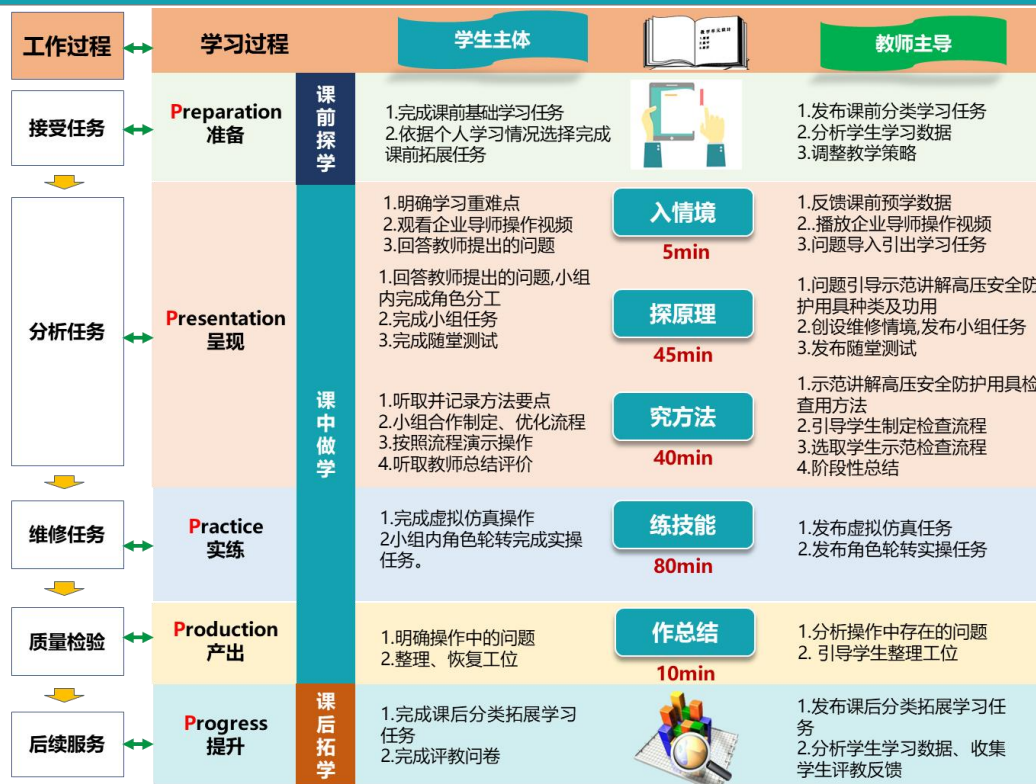 工作过程
学习过程
学生主体
教师主导
接受任务
Preparation
准备
课前探学
1.完成课前基础学习任务
2.依据个人学习情况选择完成
课前拓展任务
1.发布课前分类学习任务
2.分析学生学习数据
3.调整教学策略
分析任务
Presentation
呈现
课中做学
1.明确学习重难点
2.观看企业导师操作视频
3.回答教师提出的问题
入情境
5min
1.反馈课前预学数据
2..播放企业导师操作视频
3.问题导入引出学习任务
1.回答教师提出的问题,小组
内完成角色分工
2.完成小组任务
3.完成随堂测试
探原理
45min
1.问题引导示范讲解高压安全防
护用具种类及功用
2.创设维修情境,发布小组任务
3.发布随堂测试
1.听取并记录方法要点
2.小组合作制定、优化流程
3.按照流程演示操作
4.听取教师总结评价
究方法
40min
1.示范讲解高压安全防护用具检
查用方法
2.引导学生制定检查流程
3.选取学生示范检查流程
4.阶段性总结
维修任务
Practice
实练
1.完成虚拟仿真操作
2小组内角色轮转完成实操
任务。
练技能
80min
1.发布虚拟仿真任务
2.发布角色轮转实操任务
质量检验
Production
产出
1.明确操作中的问题
2.整理、恢复工位
作总结
10min
1.分析操作中存在的问题
2. 引导学生整理工位
后续服务
Progress
提升
课后拓学
1.完成课后分类拓展学习
任务
2.完成评教问卷
1.发布课后分类拓展学习任
务
2.分析学生学习数据、收集
学生评教反馈